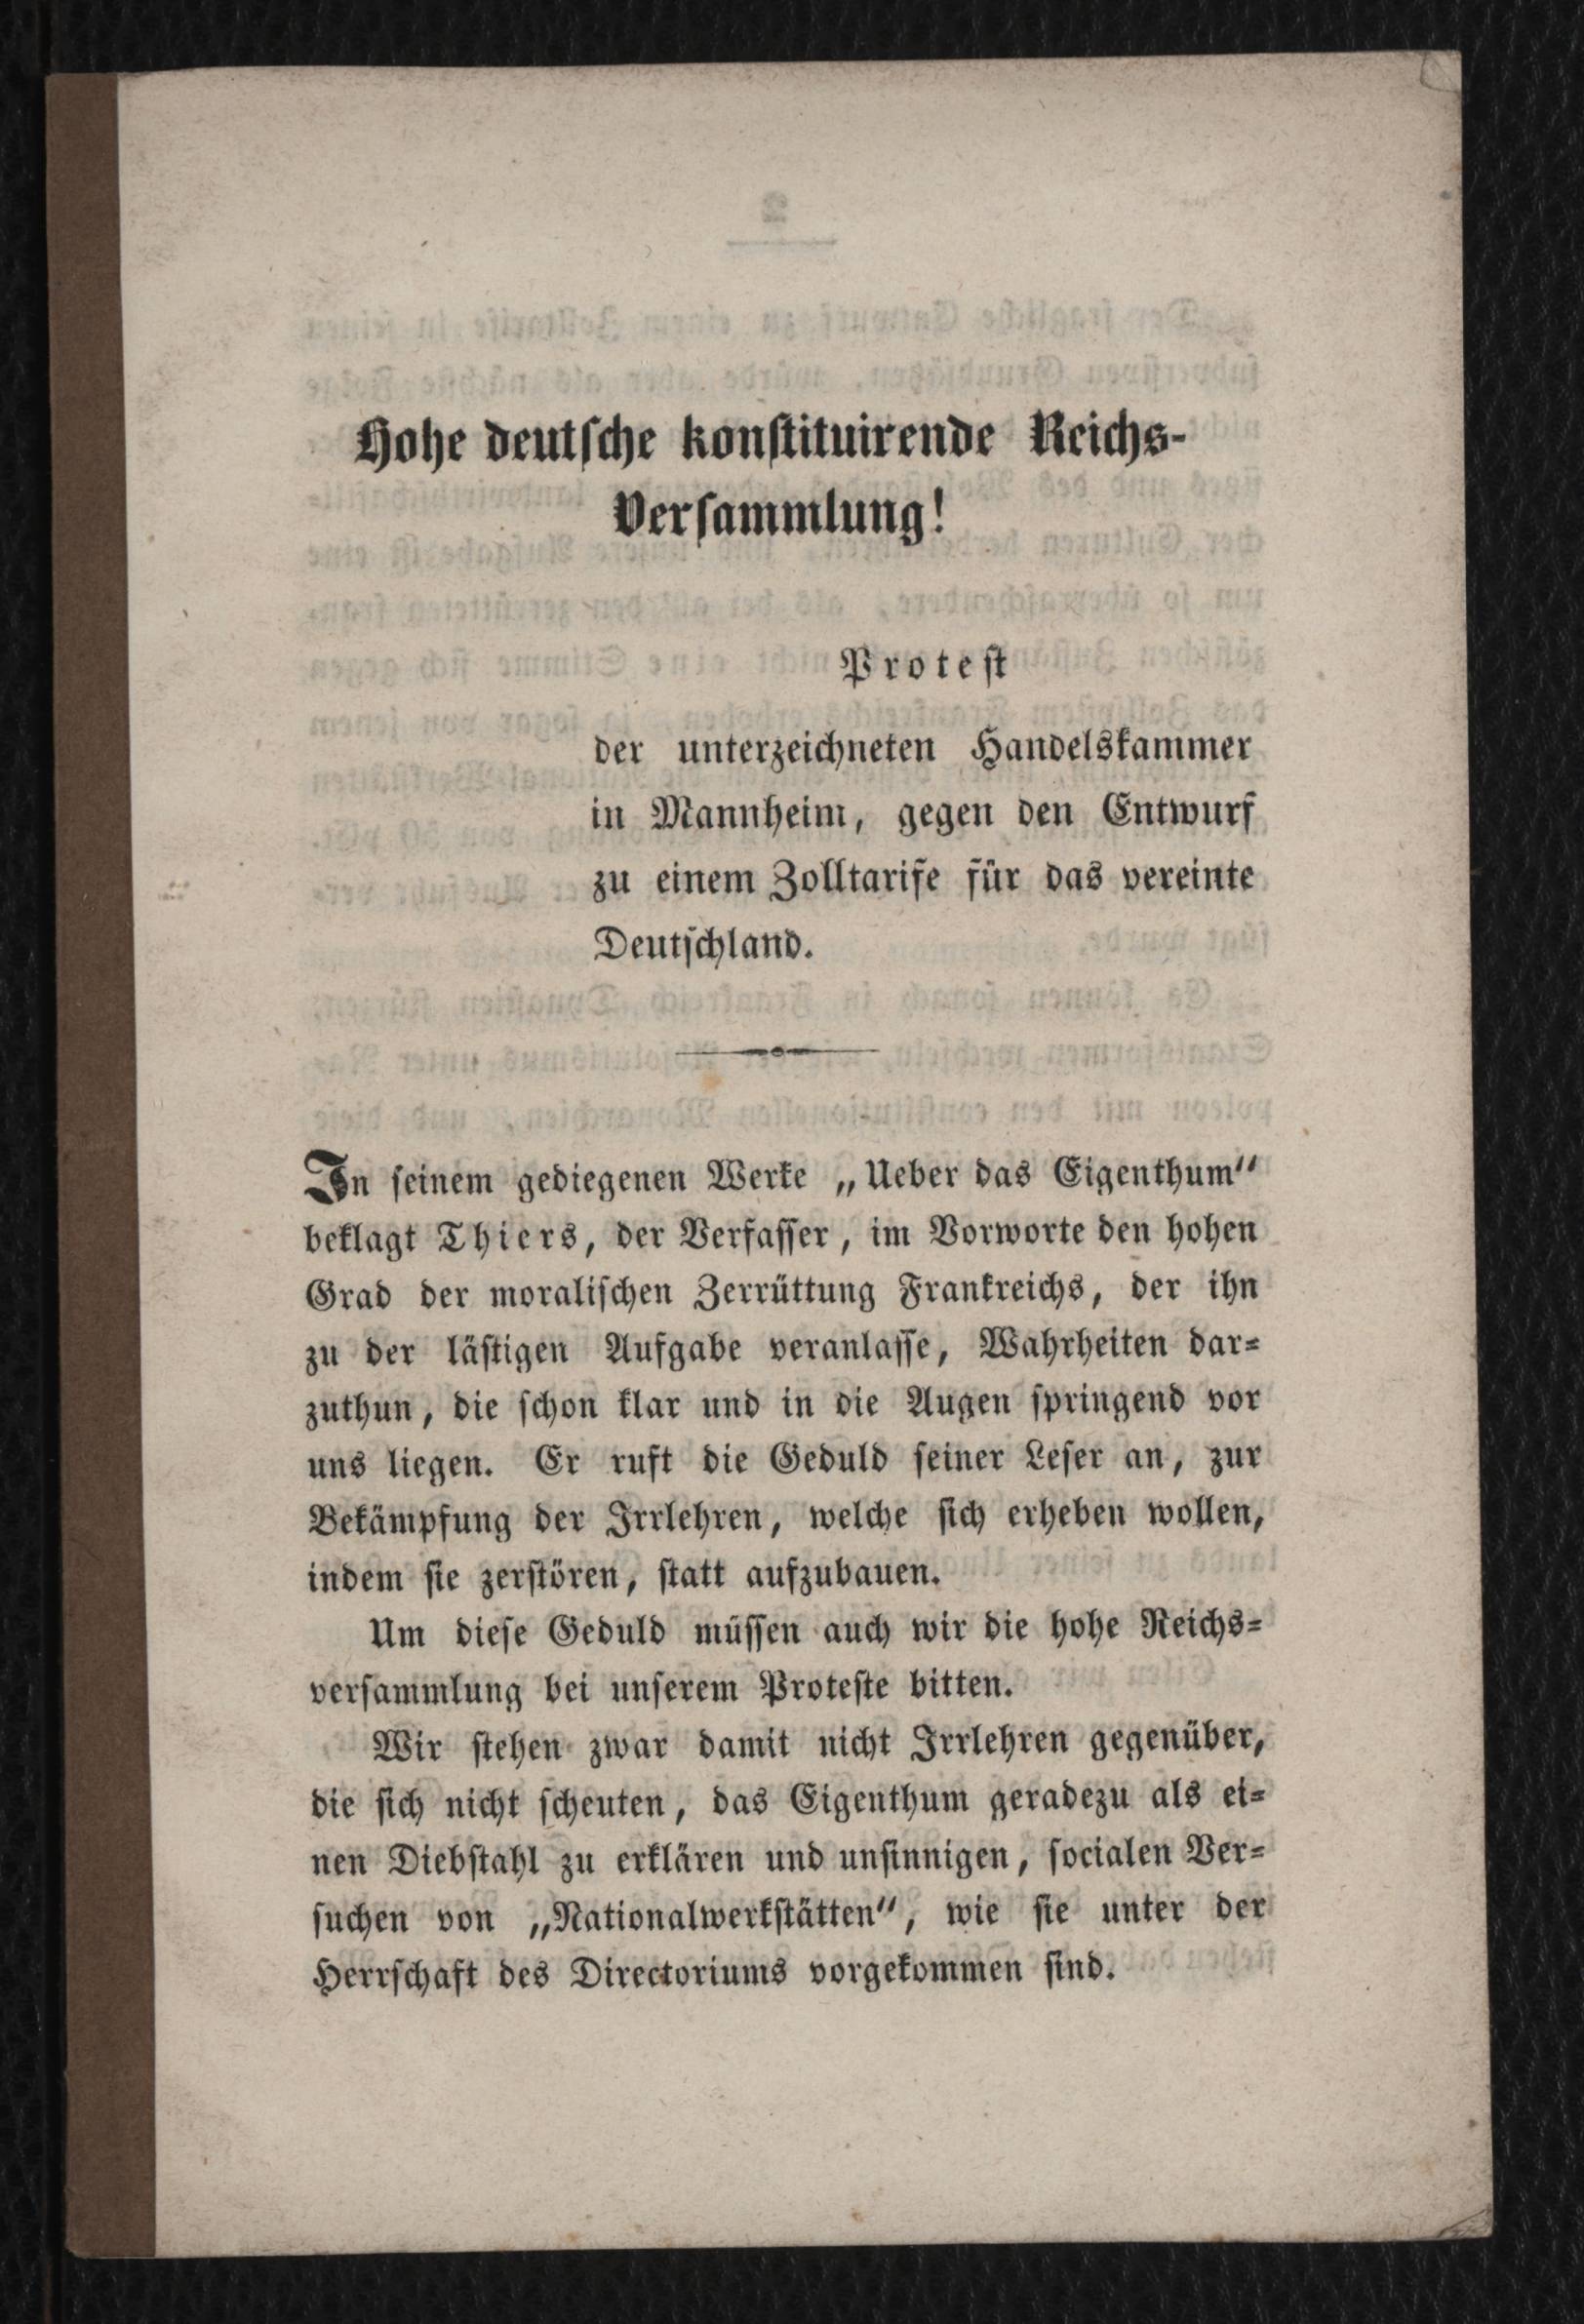 Hohe deutsche konstituirende Reichs-
Versammlung!
Protest
der unterzeichneten Handelskammer
in Mannheim, gegen den Entwurf
zu einem Zolltarife für das vereinte
Deutschland.
In seinem gediegenen Werke „Ueber das Eigenthum“
beklagt Thiers, der Verfasser, im Vorworte den hohen
Grad der moralischen Zerrüttung Frankreichs, der ihn
zu der lästigen Aufgabe veranlasse, Wahrheiten dar-
zuthun, die schon klar und in die Augen springend vor
uns liegen. Er ruft die Geduld seiner Leser an, zur
Bekämpfung der Irrlehren, welche sich erheben wollen,
indem sie zerstören, statt aufzubauen.
Um diese Geduld müssen auch wir die hohe Reichs-
versammlung bei unserem Proteste bitten.
Wir stehen zwar damit nicht Irrlehren gegenüber,
die sich nicht scheuten, das Eigenthum geradezu als ei-
nen Diebstahl zu erklären und unsinnigen, socialen Ver-
suchen von „Nationalwerkstätten“, wie sie unter der
Herrschaft des Directoriums vorgekommen sind.